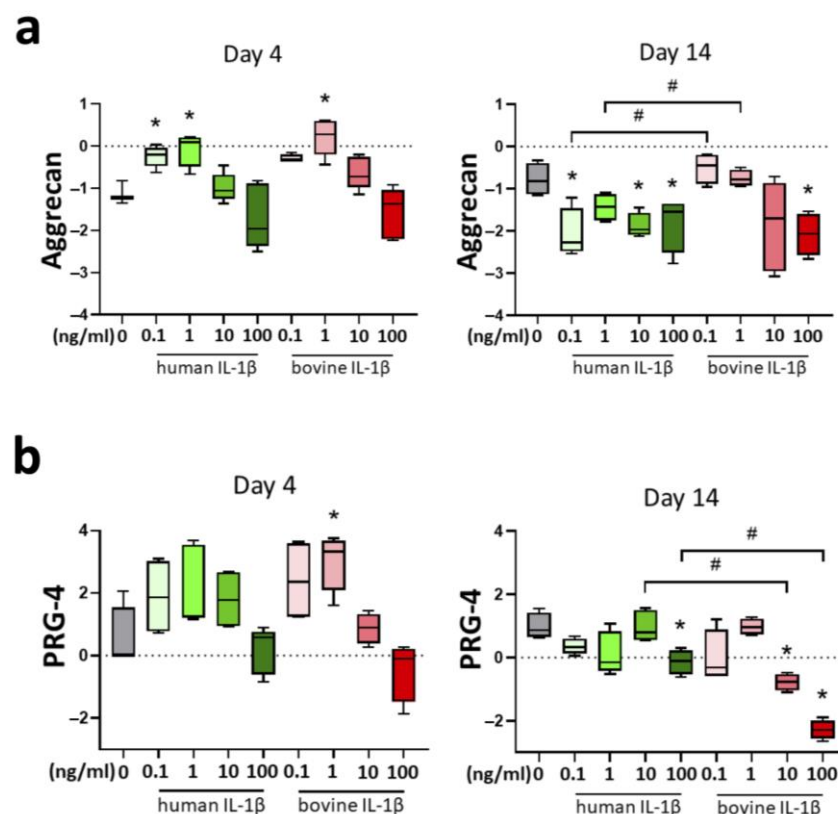 a
Day 4
Day 14
#
#
* * *
* * * *
Aggrecan
1
0
–1
–2
–3
–4
Aggrecan
1
0
–1
–2
–3
–4
(ng/ml) 0 0.1 1 10 100 0.1 1 10 100
human IL-1β bovine IL-1β
(ng/ml) 0 0.1 1 10 100 0.1 1 10 100
human IL-1β bovine IL-1β
b
Day 4
Day 14
*
#
#
* * *
PRG-4
4
2
0
–2
PRG-4
4
2
0
–2
(ng/ml) 0 0.1 1 10 100 0.1 1 10 100
human IL-1β bovine IL-1β
(ng/ml) 0 0.1 1 10 100 0.1 1 10 100
human IL-1β bovine IL-1β